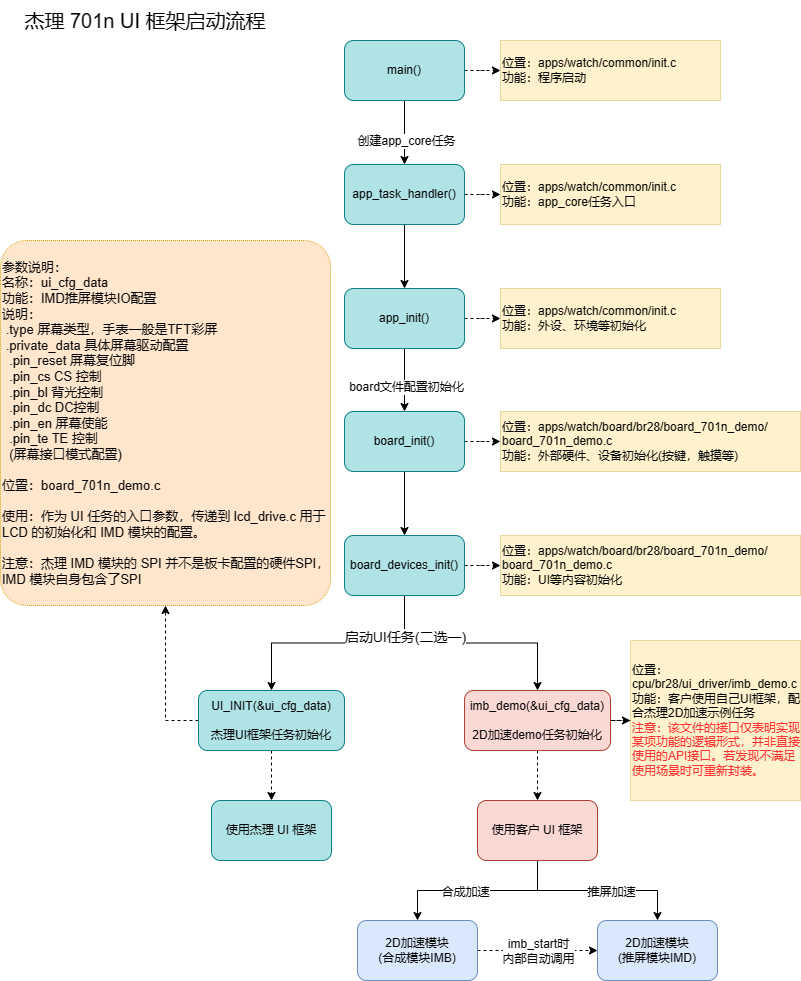 杰理 701n UI 框架启动流程
main()
位置：apps/watch/common/init.c
功能：程序启动
创建app_core任务
app_task_handler()
位置：apps/watch/common/init.c
功能：app_core任务入口
app_init()
位置：apps/watch/common/init.c
功能：外设、环境等初始化
board文件配置初始化
board_init()
位置：apps/watch/board/br28/board_701n_demo/
board_701n_demo.c
功能：外部硬件、设备初始化(按键，触摸等)
board_devices_init()
位置：apps/watch/board/br28/board_701n_demo/
board_701n_demo.c
功能：UI等内容初始化
参数说明：
名称：ui_cfg_data
功能：IMD推屏模块IO配置
说明：
.type 屏幕类型，手表一般是TFT彩屏
.private_data 具体屏幕驱动配置
.pin_reset 屏幕复位脚
.pin_cs CS 控制
.pin_bl 背光控制
.pin_dc DC控制
.pin_en 屏幕使能
.pin_te TE 控制
(屏幕接口模式配置)
位置：board_701n_demo.c
使用：作为 UI 任务的入口参数，传递到 lcd_drive.c 用于
LCD 的初始化和 IMD 模块的配置。
注意：杰理 IMD 模块的 SPI 并不是板卡配置的硬件SPI，
IMD 模块自身包含了SPI
启动UI任务(二选一)
UI_INIT(&ui_cfg_data)
杰理UI框架任务初始化
imb_demo(&ui_cfg_data)
2D加速demo任务初始化
位置：
cpu/br28/ui_driver/imb_demo.c
功能：客户使用自己UI框架，配
合杰理2D加速示例任务
注意：该文件的接口仅表明实现
某项功能的逻辑形式，并非直接
使用的API接口。若发现不满足
使用场景时可重新封装。
使用杰理 UI 框架
使用客户 UI 框架
合成加速
推屏加速
2D加速模块
(合成模块IMB)
imb_start时
内部自动调用
2D加速模块
(推屏模块IMD)